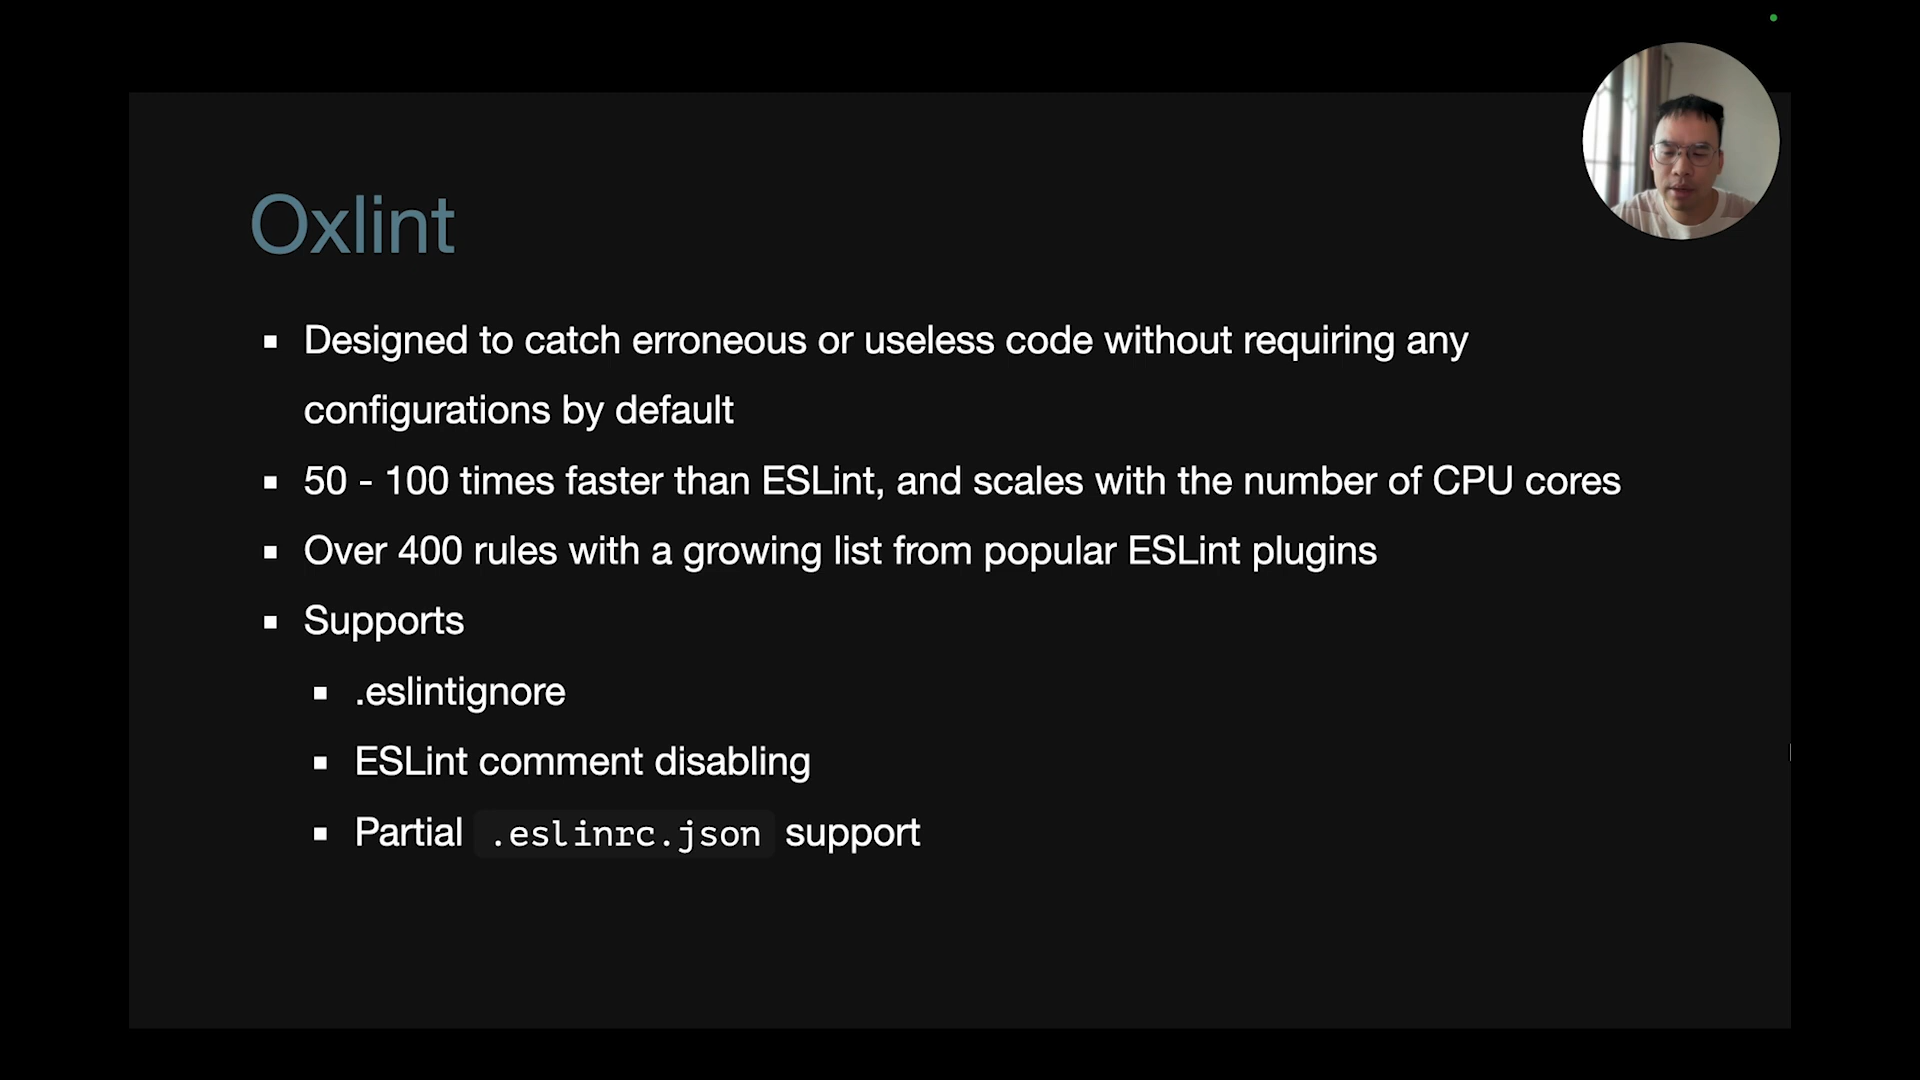 Oxlint
Designed to catch erroneous or useless code without requiring any
configurations by default
50 - 100 times faster than ESLint, and scales with the number of CPU cores
Over 400 rules with a growing list from popular ESLint plugins
Supports
.eslintignore
ESLint comment disabling
Partial .eslinrc.json support